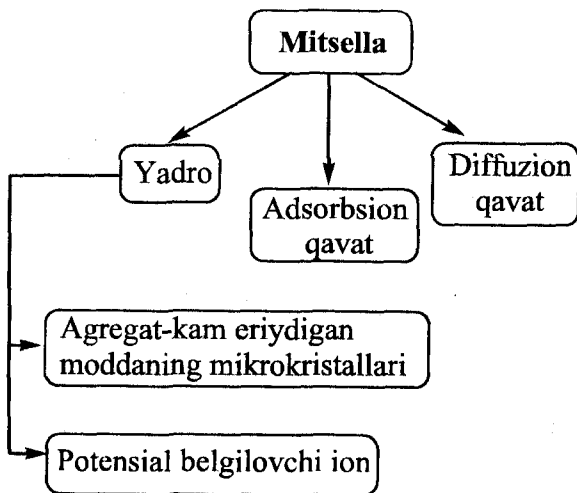 Mitsella
Yadro
Adsorbsion
qavat
Diffuzion
qavat
Agregat-kam eriydigan
moddaning mikrokristallari
Potensial belgilovchi ion